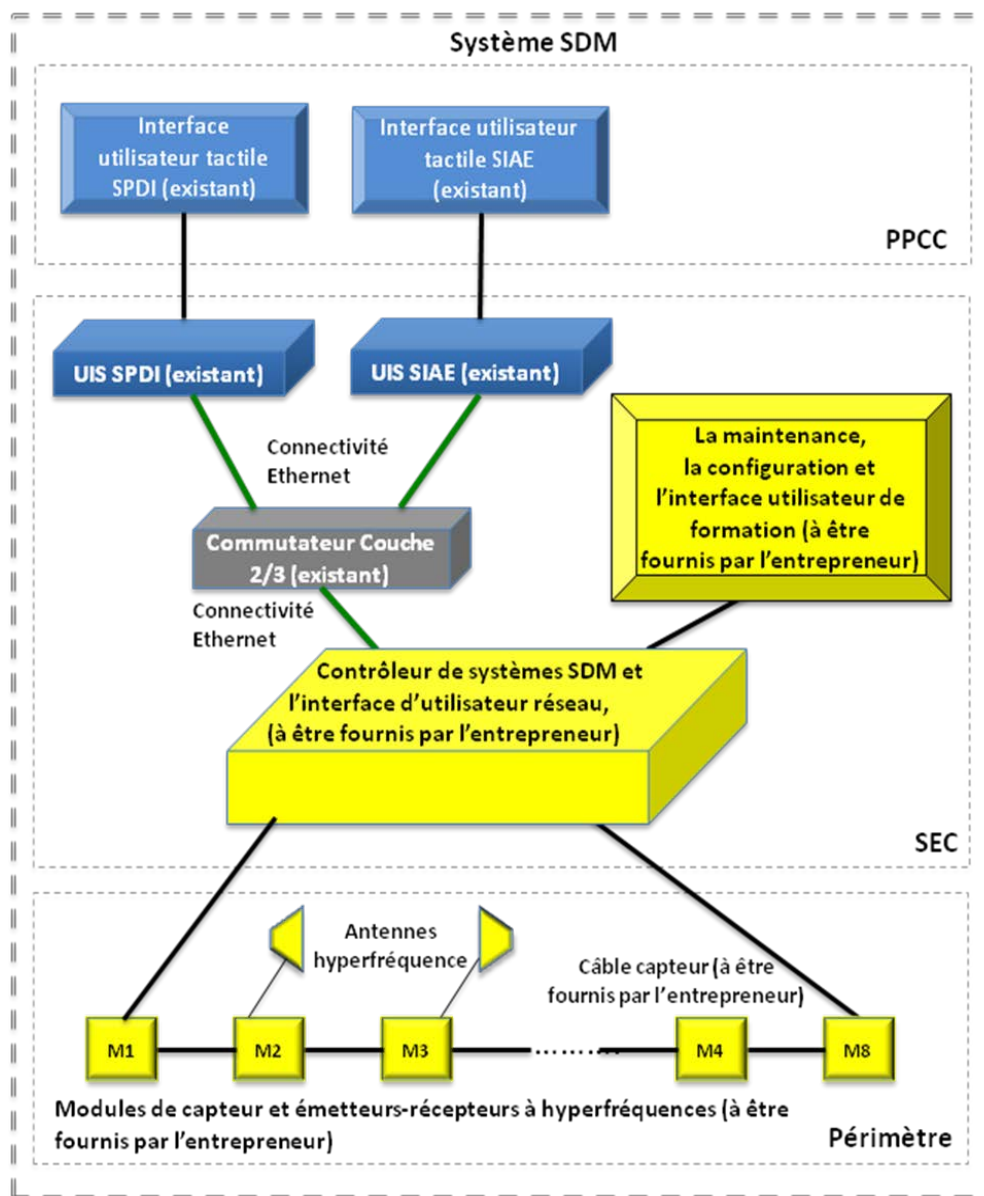 Système SDM
Interface
utilisateur tactile
SPDI (existant)
Interface utilisateur
tactile SIAE
(existant)
PPCC
UIS SPDI (existant)
UIS SIAE (existant)
Connectivité
Ethernet
La maintenance,
la configuration et
l'interface utilisateur de
formation (à être
fournis par l'entrepreneur)
Commutateur Couche
2/3 (existant)
Connectivité
Ethernet
Contrôleur de systèmes SDM et
l'interface d'utilisateur réseau,
(à être fournis par l'entrepreneur)
SEC
Antennes
hyperfréquence
Câble capteur (à être
fournis par l'entrepreneur)
M1
M2
M3
.........
M4
M8
Modules de capteur et émetteurs-récepteurs à hyperfréquences (à être
fournis par l'entrepreneur)
Périmètre